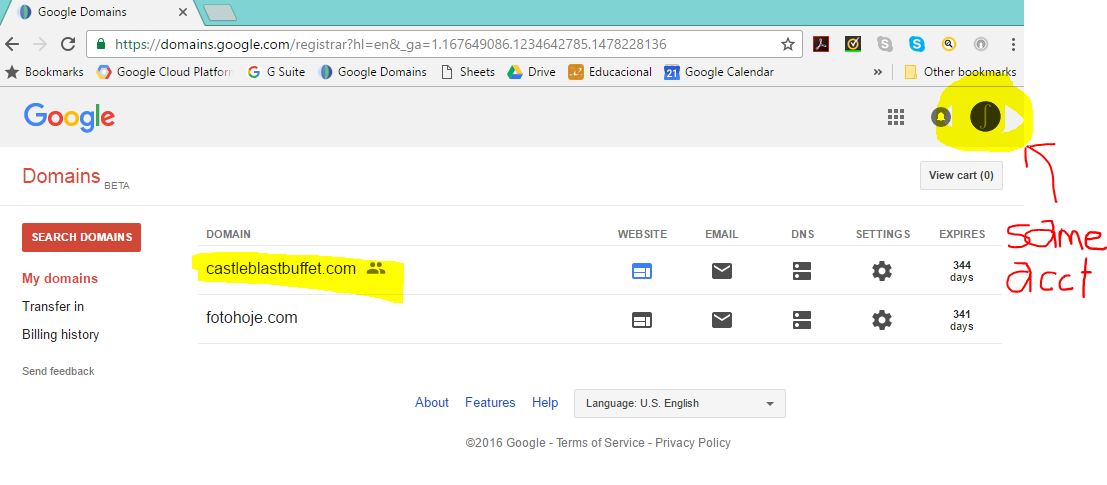 Google Domains
https://domains.google.com/registrar?hl=en&_ga=1.167649086.1234642785.1478228136
Bookmarks Google Cloud Platform G Suite Google Domains Sheets Drive Educacional 21 Google Calendar » Other bookmarks
Google
Domains BETA
View cart (0)
SEARCH DOMAINS
My domains
Transfer in
Billing history
Send feedback
DOMAIN WEBSITE EMAIL DNS SETTINGS EXPIRES
castleblastbuffet.com 344 days
fotohoje.com 341 days
same
acct
About Features Help Language: U.S. English
©2016 Google - Terms of Service - Privacy Policy